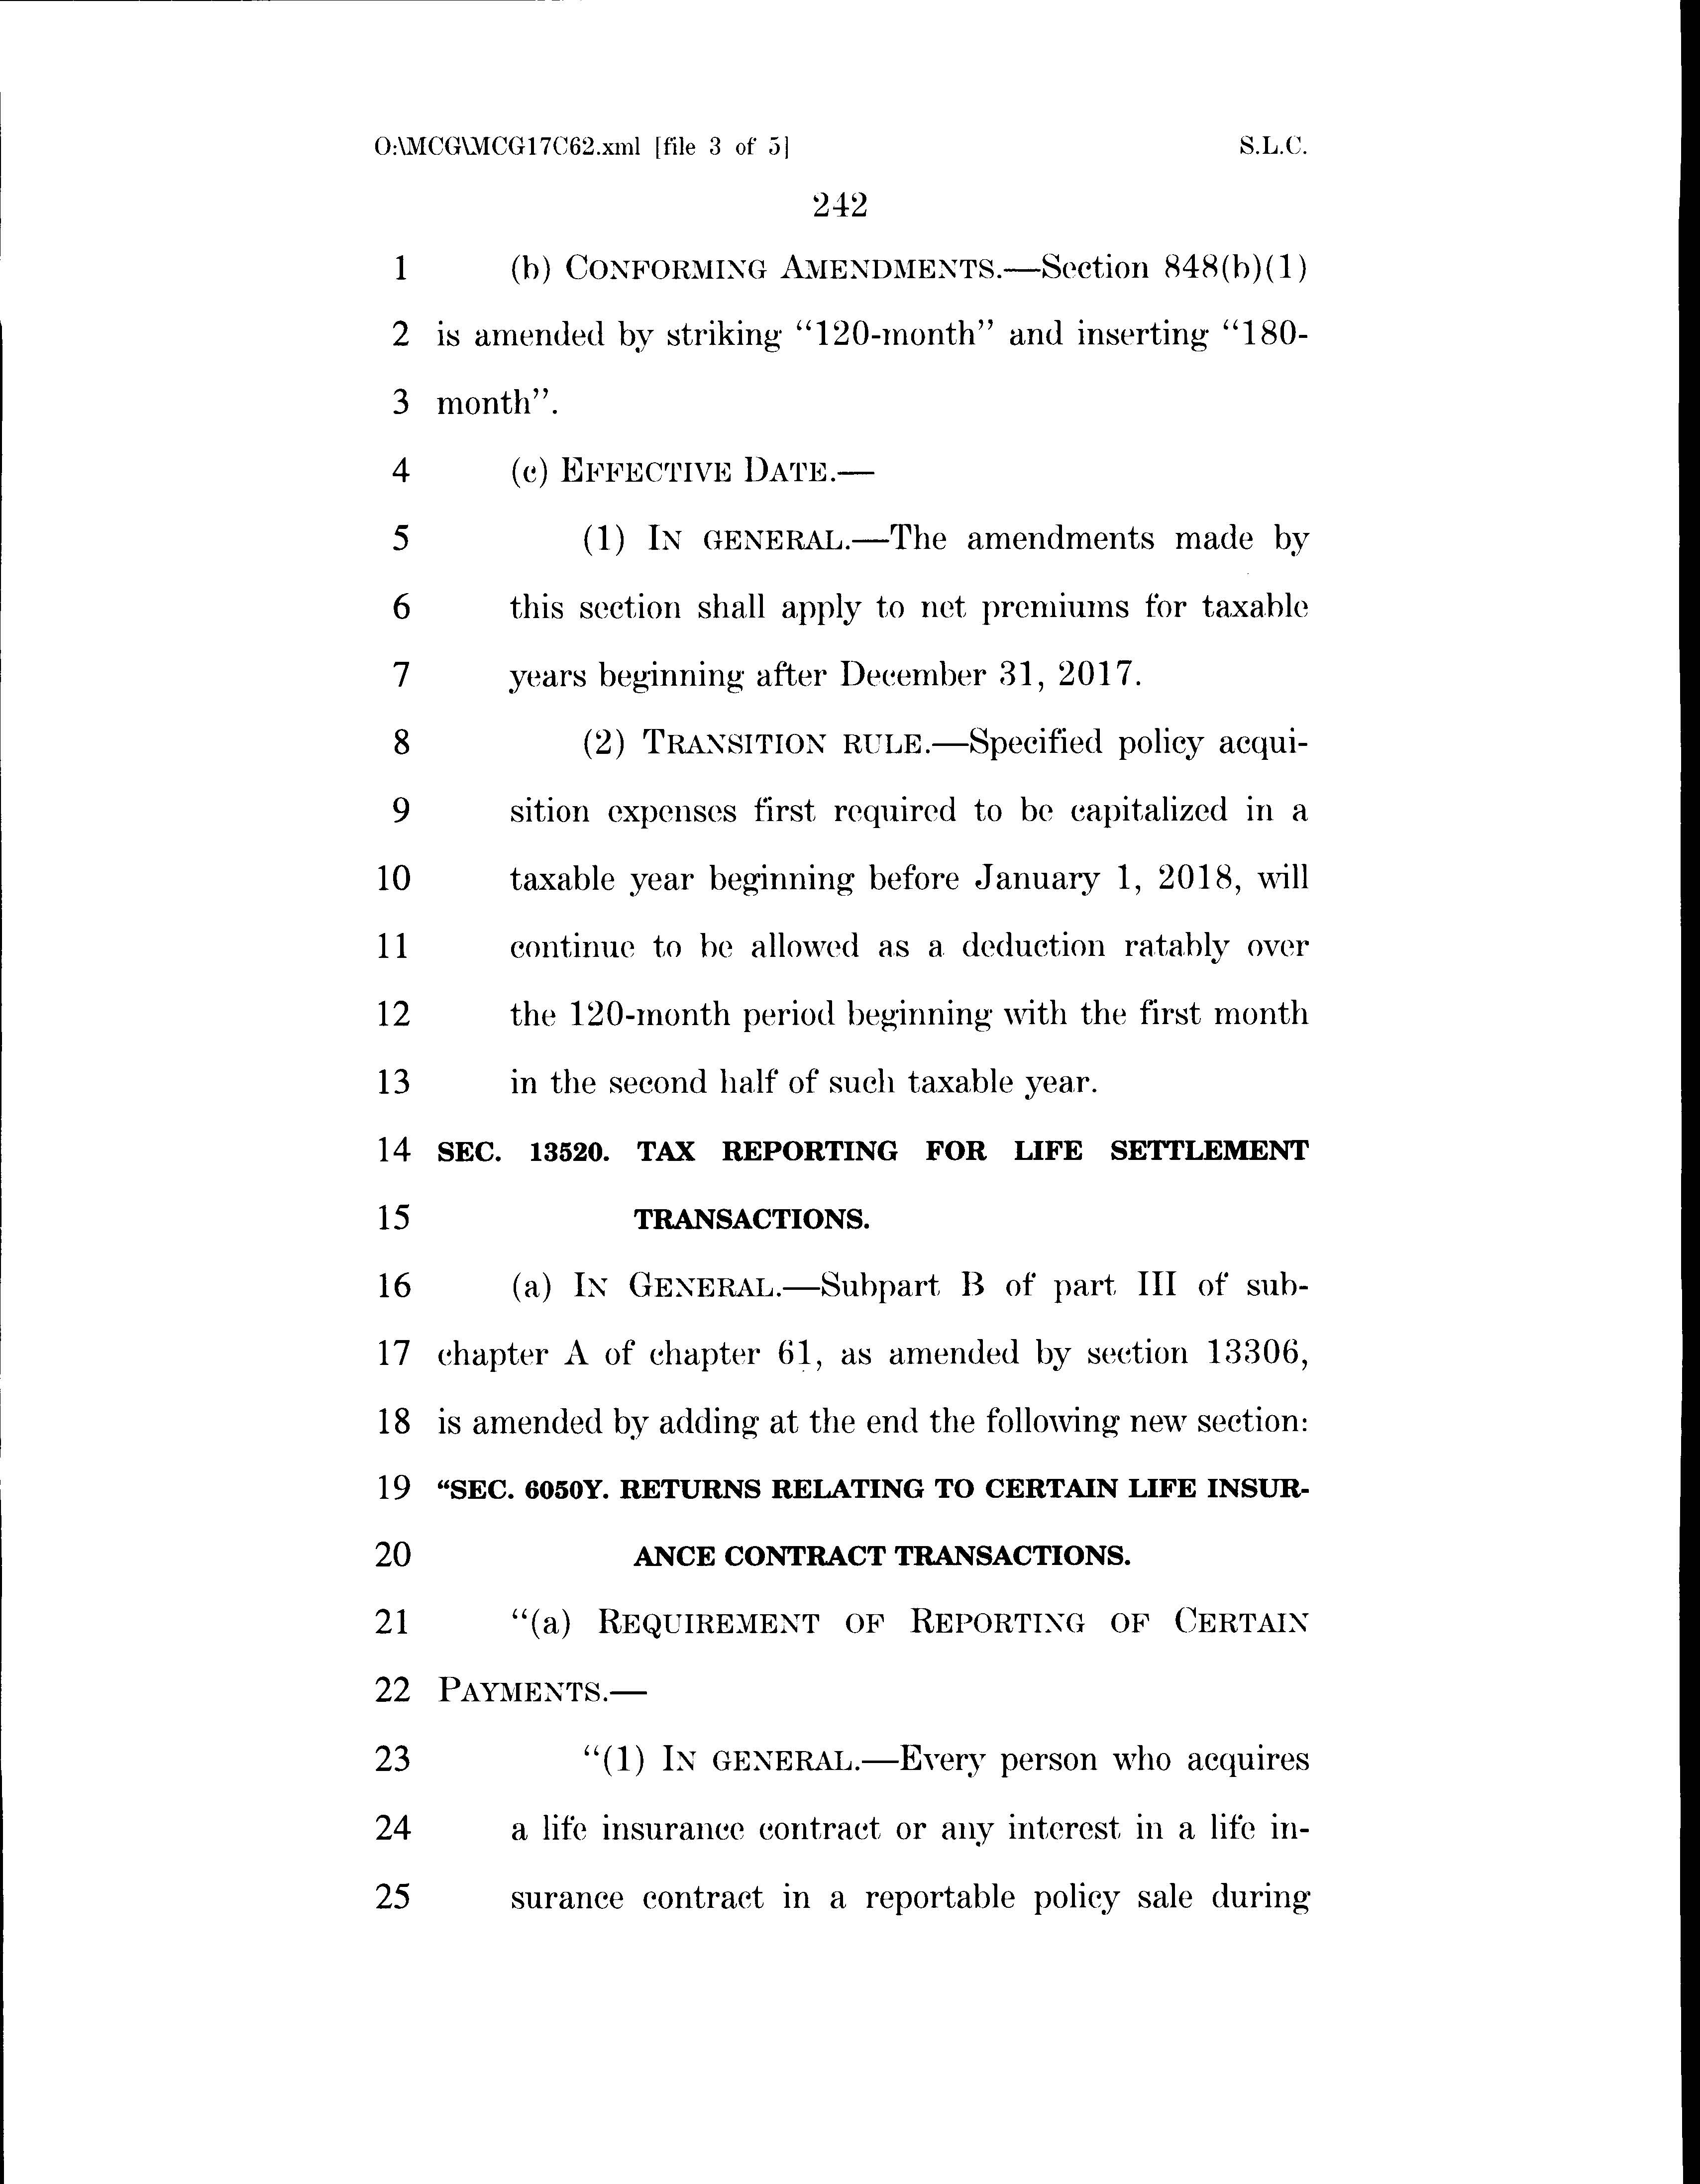 O:\MCG\MCG17C62.xml [file 3 of 5] S.L.C.
242
1 (b) CONFORMING AMENDMENTS.—Section 848(b)(1)
2 is amended by striking “120-month” and inserting “180-
3 month”.
4 (c) EFFECTIVE DATE.—
5 (1) IN GENERAL.—The amendments made by
6 this section shall apply to net premiums for taxable
7 years beginning after December 31, 2017.
8 (2) TRANSITION RULE.—Specified policy acqui-
9 sition expenses first required to be capitalized in a
10 taxable year beginning before January 1, 2018, will
11 continue to be allowed as a deduction ratably over
12 the 120-month period beginning with the first month
13 in the second half of such taxable year.
14 SEC. 13520. TAX REPORTING FOR LIFE SETTLEMENT
15 TRANSACTIONS.
16 (a) IN GENERAL.—Subpart B of part III of sub-
17 chapter A of chapter 61, as amended by section 13306,
18 is amended by adding at the end the following new section:
19 “SEC. 6050Y. RETURNS RELATING TO CERTAIN LIFE INSUR-
20 ANCE CONTRACT TRANSACTIONS.
21 “(a) REQUIREMENT OF REPORTING OF CERTAIN
22 PAYMENTS.—
23 “(1) IN GENERAL.—Every person who acquires
24 a life insurance contract or any interest in a life in-
25 surance contract in a reportable policy sale during